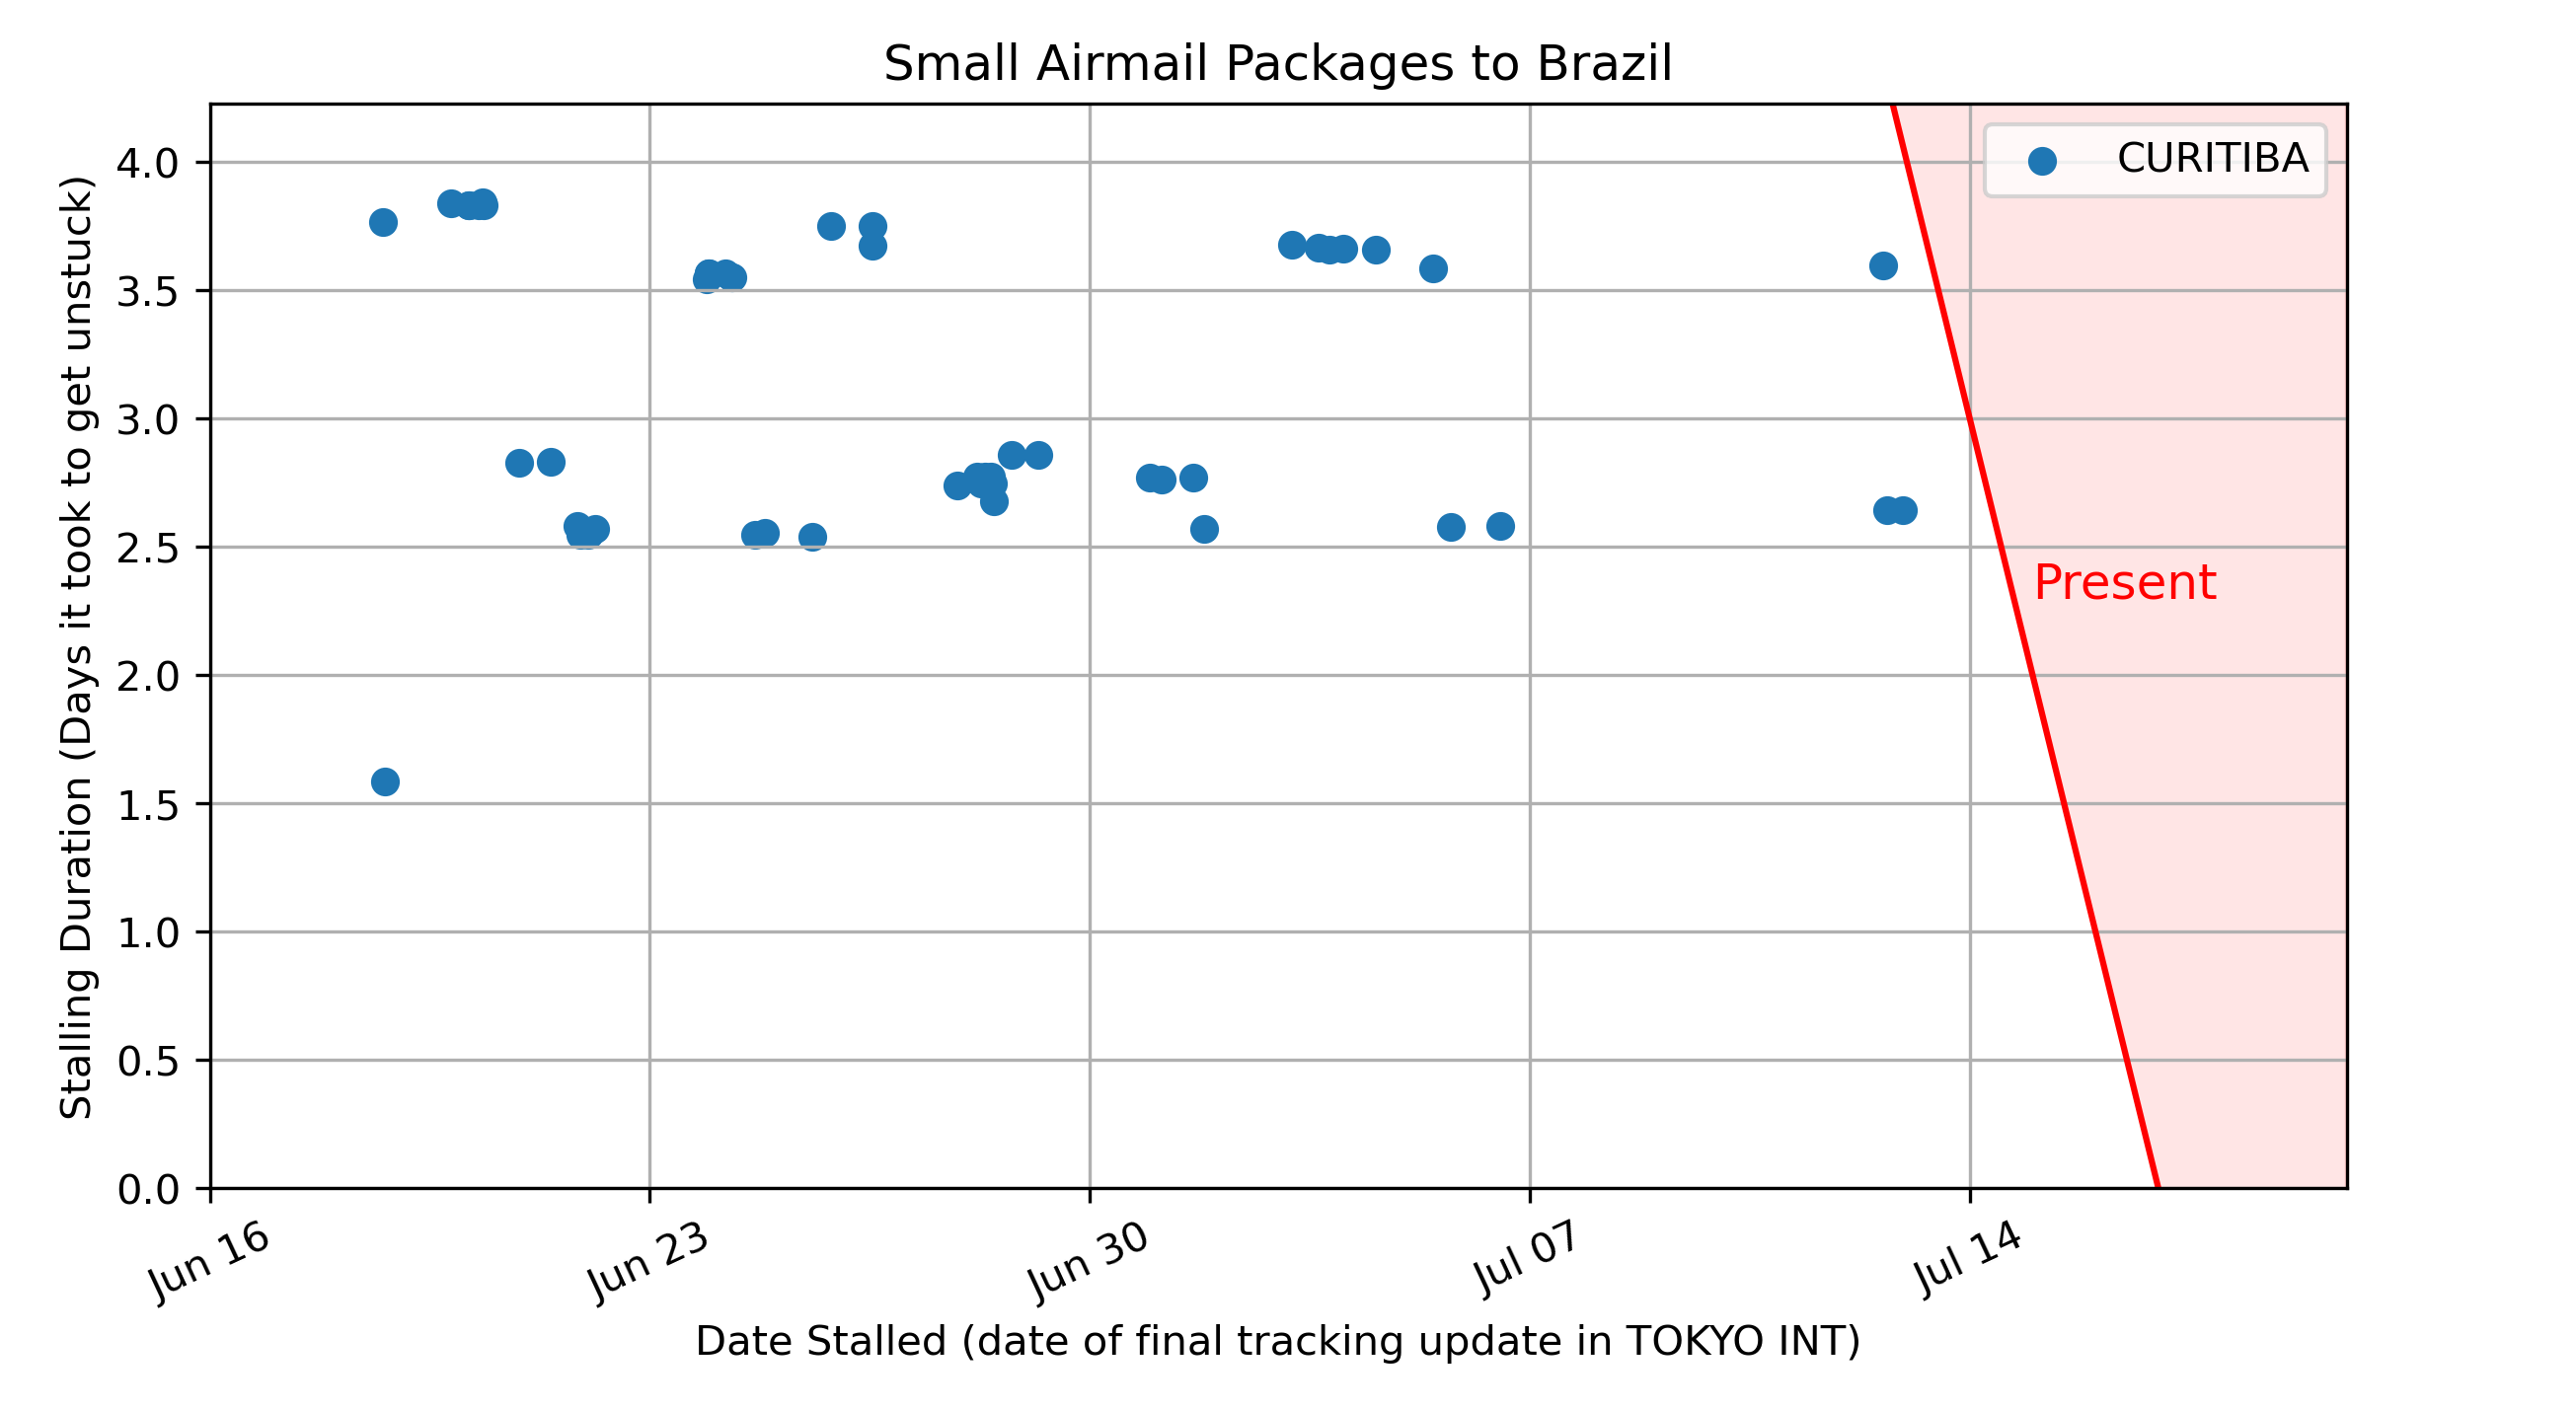 Small Airmail Packages to Brazil
CURITIBA
Present
Stalling Duration (Days it took to get unstuck)
4.0
3.5
3.0
2.5
2.0
1.5
1.0
0.5
0.0
Jun 16
Jun 23
Jun 30
Jul 07
Jul 14
Date Stalled (date of final tracking update in TOKYO INT)